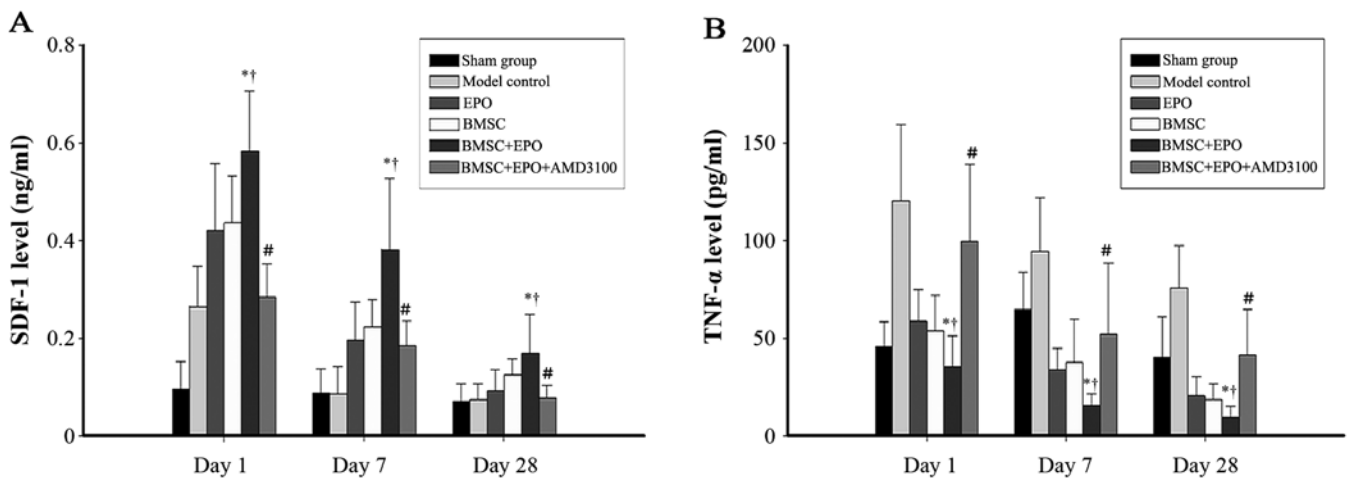 A
SDF-1 level (ng/ml)
0.8
0.6
0.4
0.2
0
Sham group
Model control
EPO
BMSC
BMSC+EPO
BMSC+EPO+AMD3100
*†
#
*†
#
*†
#
Day 1
Day 7
Day 28
B
TNF-α level (pg/ml)
200
150
100
50
0
Sham group
Model control
EPO
BMSC
BMSC+EPO
BMSC+EPO+AMD3100
*†
#
*†
#
*†
#
Day 1
Day 7
Day 28